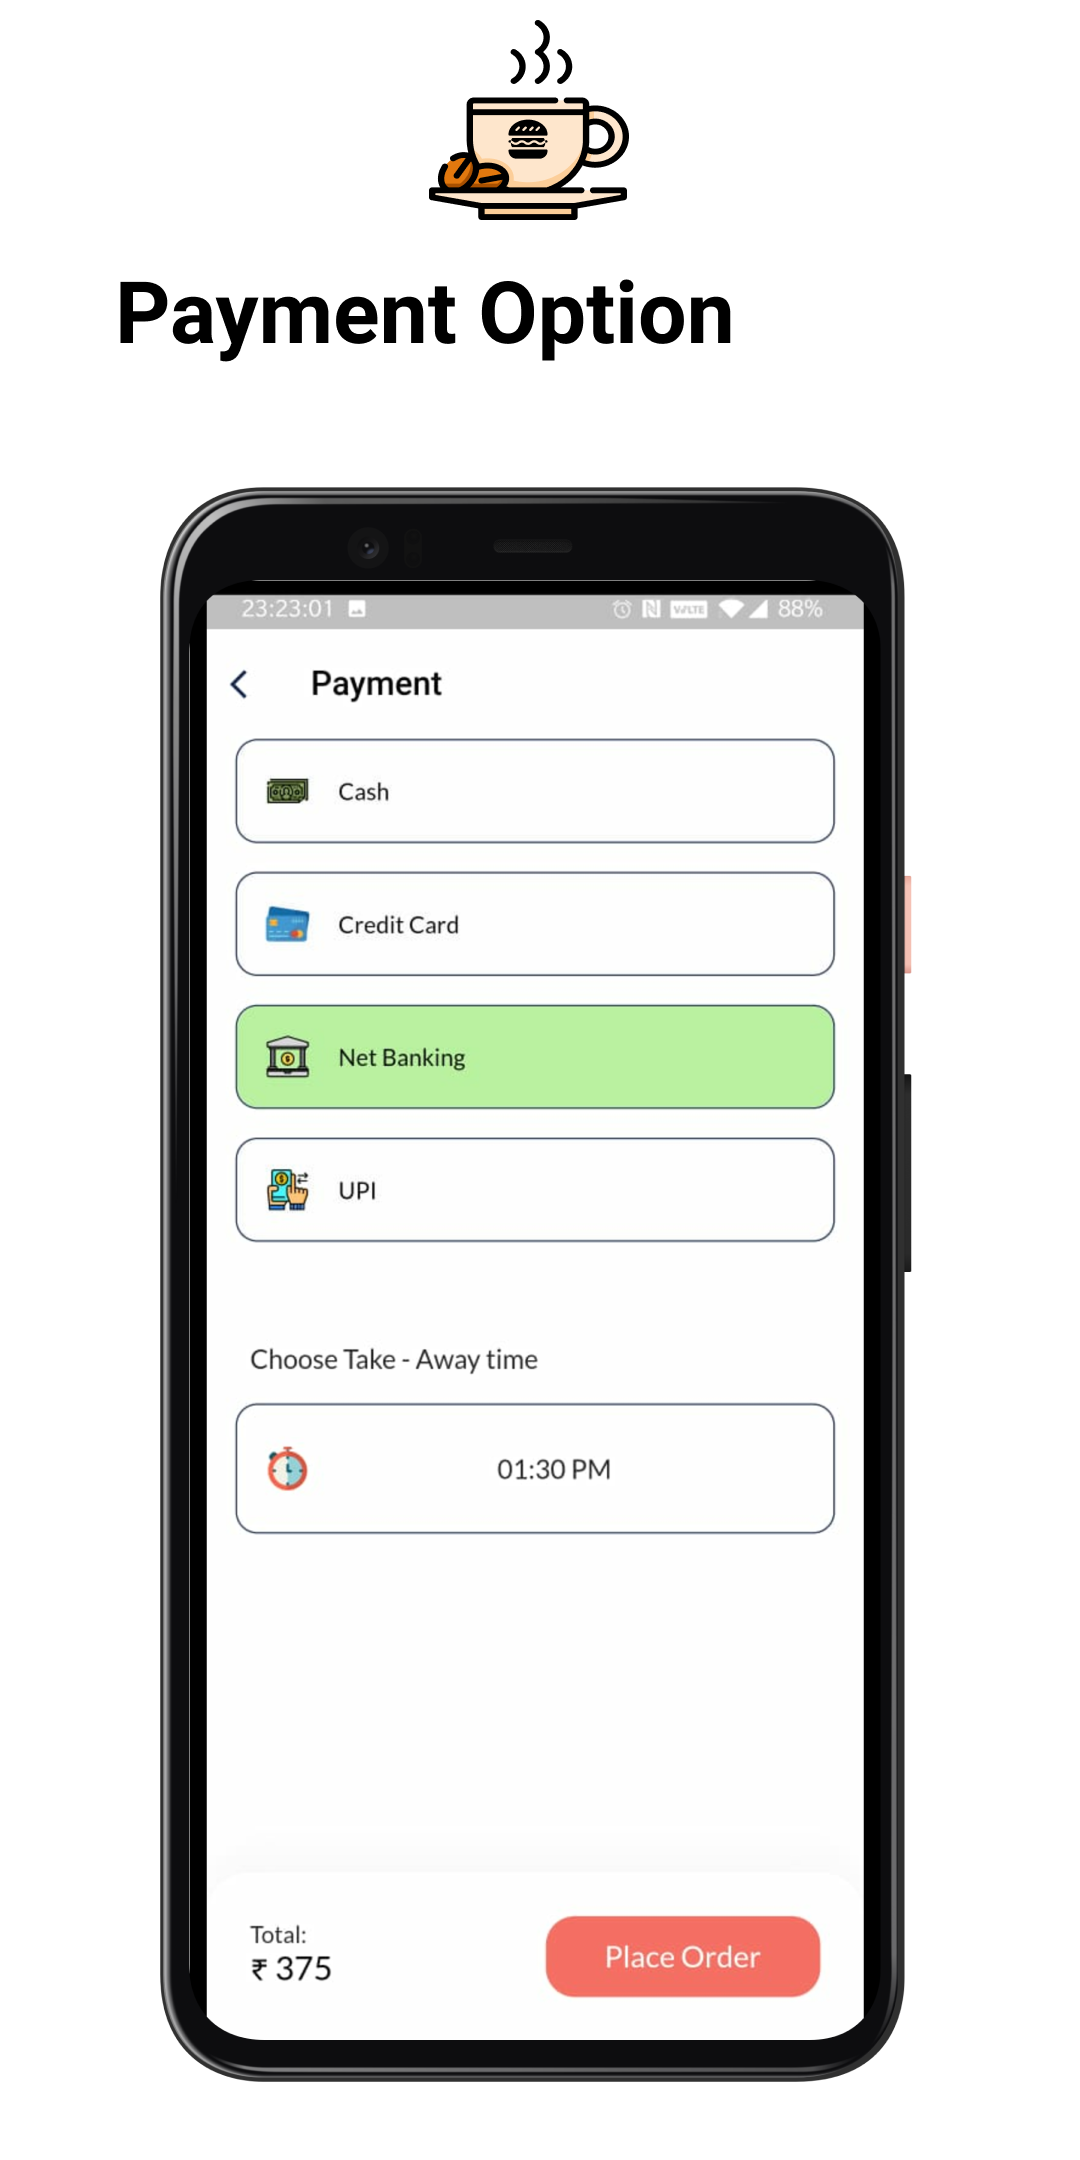 Payment Option
23:23:01 VoLTE 88%
Payment
Cash
Credit Card
Net Banking
UPI
Choose Take - Away time
01:30 PM
Total:
₹ 375
Place Order